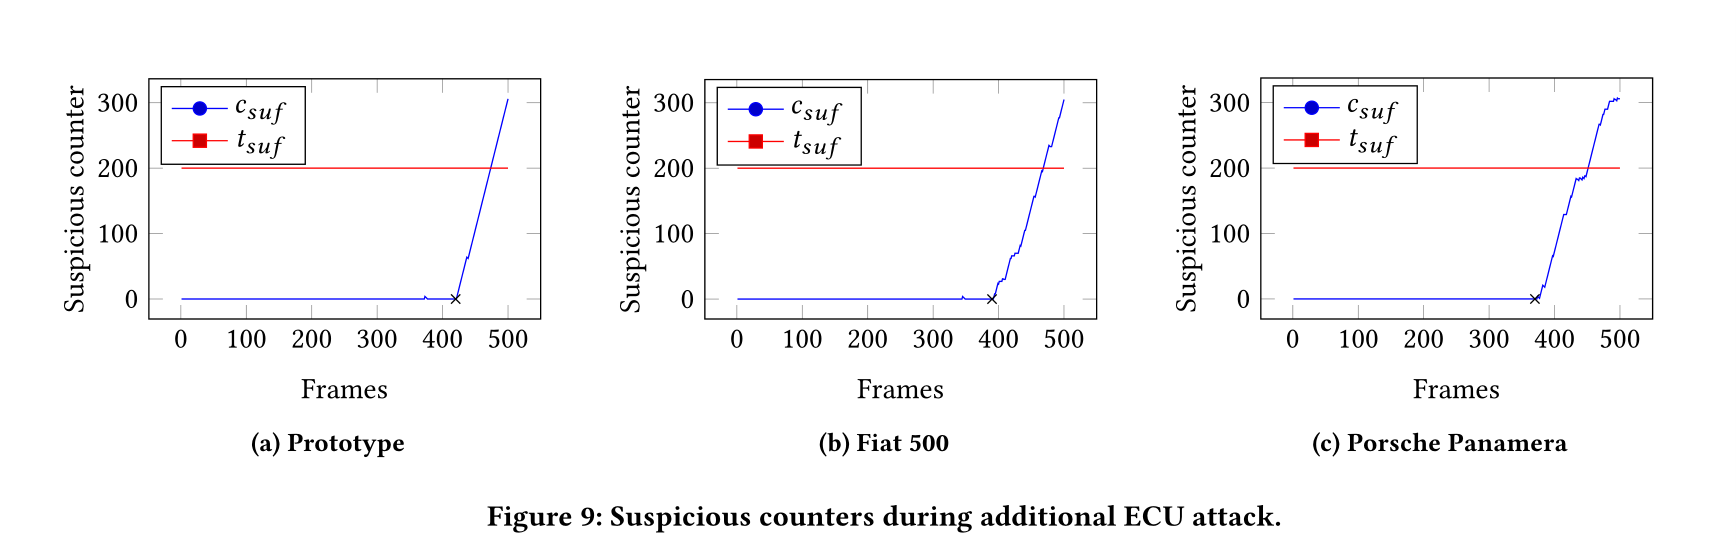 Suspicious counter
300
200
100
0
c_suf
t_suf
0 100 200 300 400 500
Frames
(a) Prototype
Suspicious counter
300
200
100
0
c_suf
t_suf
0 100 200 300 400 500
Frames
(b) Fiat 500
Suspicious counter
300
200
100
0
c_suf
t_suf
0 100 200 300 400 500
Frames
(c) Porsche Panamera
Figure 9: Suspicious counters during additional ECU attack.